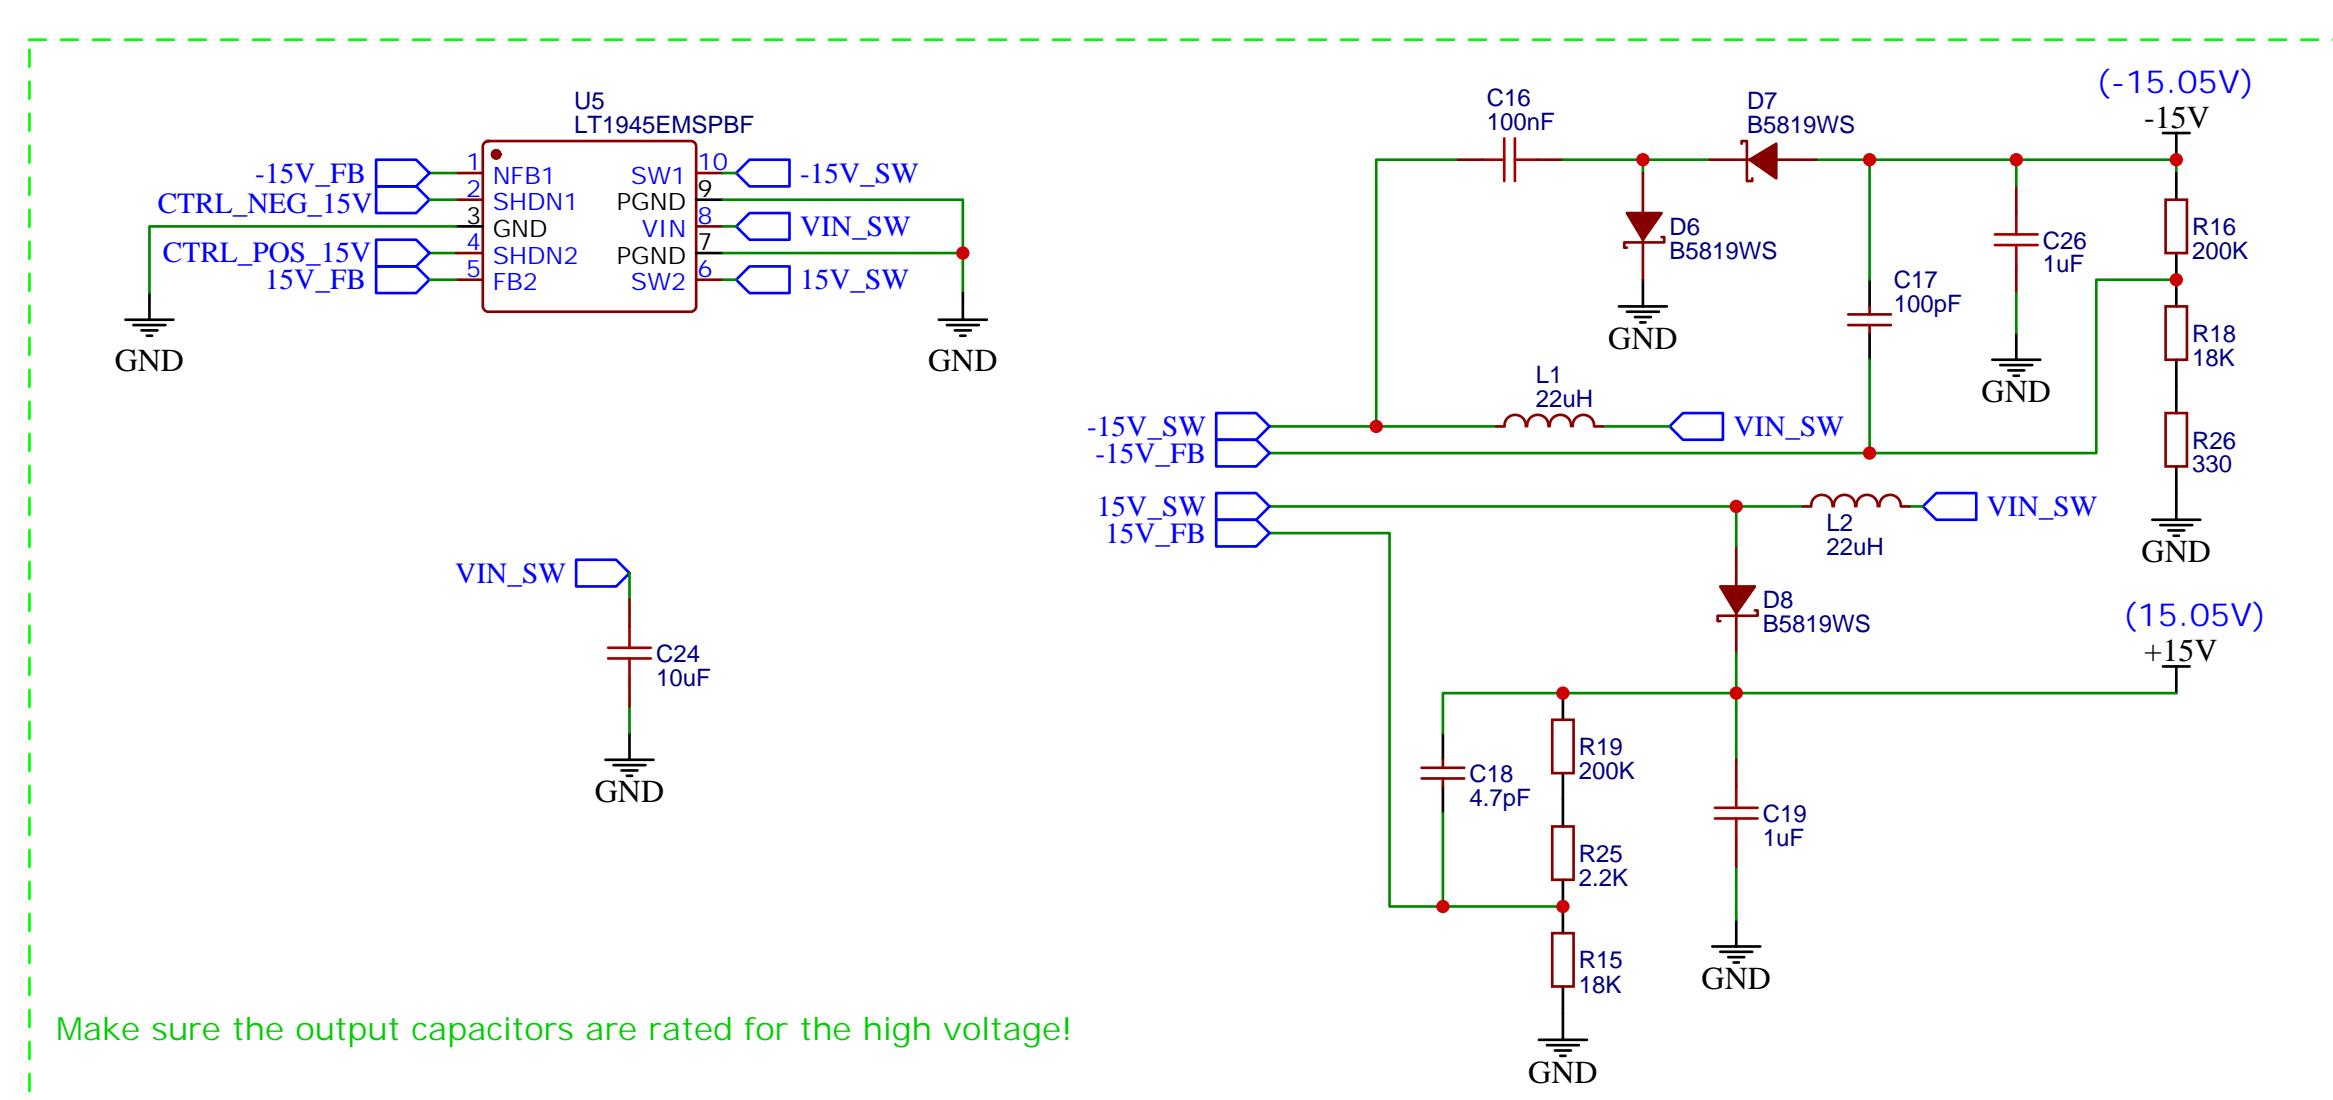 U5
LT1945EMSPBF
-15V_FB
CTRL_NEG_15V
CTRL_POS_15V
15V_FB
1
2
3
4
5
NFB1
SHDN1
GND
SHDN2
FB2
SW1
PGND
VIN
PGND
SW2
10
9
8
7
6
-15V_SW
VIN_SW
15V_SW
GND
GND
VIN_SW
C24
10uF
GND
C16
100nF
D7
B5819WS
(-15.05V)
-15V
D6
B5819WS
GND
C17
100pF
C26
1uF
GND
R16
200K
R18
18K
R26
330
GND
L1
22uH
-15V_SW
-15V_FB
VIN_SW
15V_SW
15V_FB
L2
22uH
VIN_SW
D8
B5819WS
(15.05V)
+15V
C18
4.7pF
R19
200K
R25
2.2K
R15
18K
GND
C19
1uF
GND
Make sure the output capacitors are rated for the high voltage!